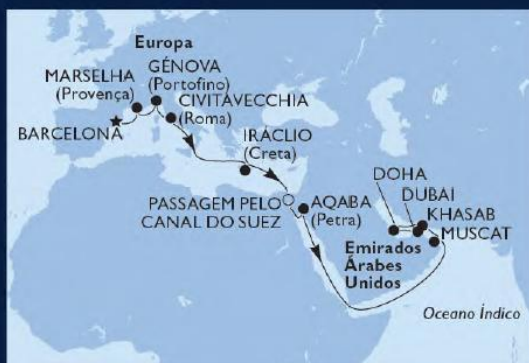 Europa
MARSELHA
(Provença)
GÉNOVA
(Portofino)
CIVITAVECCHIA
(Roma)
BARCELONA
IRÁCLIO
(Creta)
PASSAGEM PELO
CANAL DO SUEZ
AQABA
(Petra)
DOHA
DUBAI
KHASAB
MUSCAT
Emirados
Árabes
Unidos
Oceano Índico